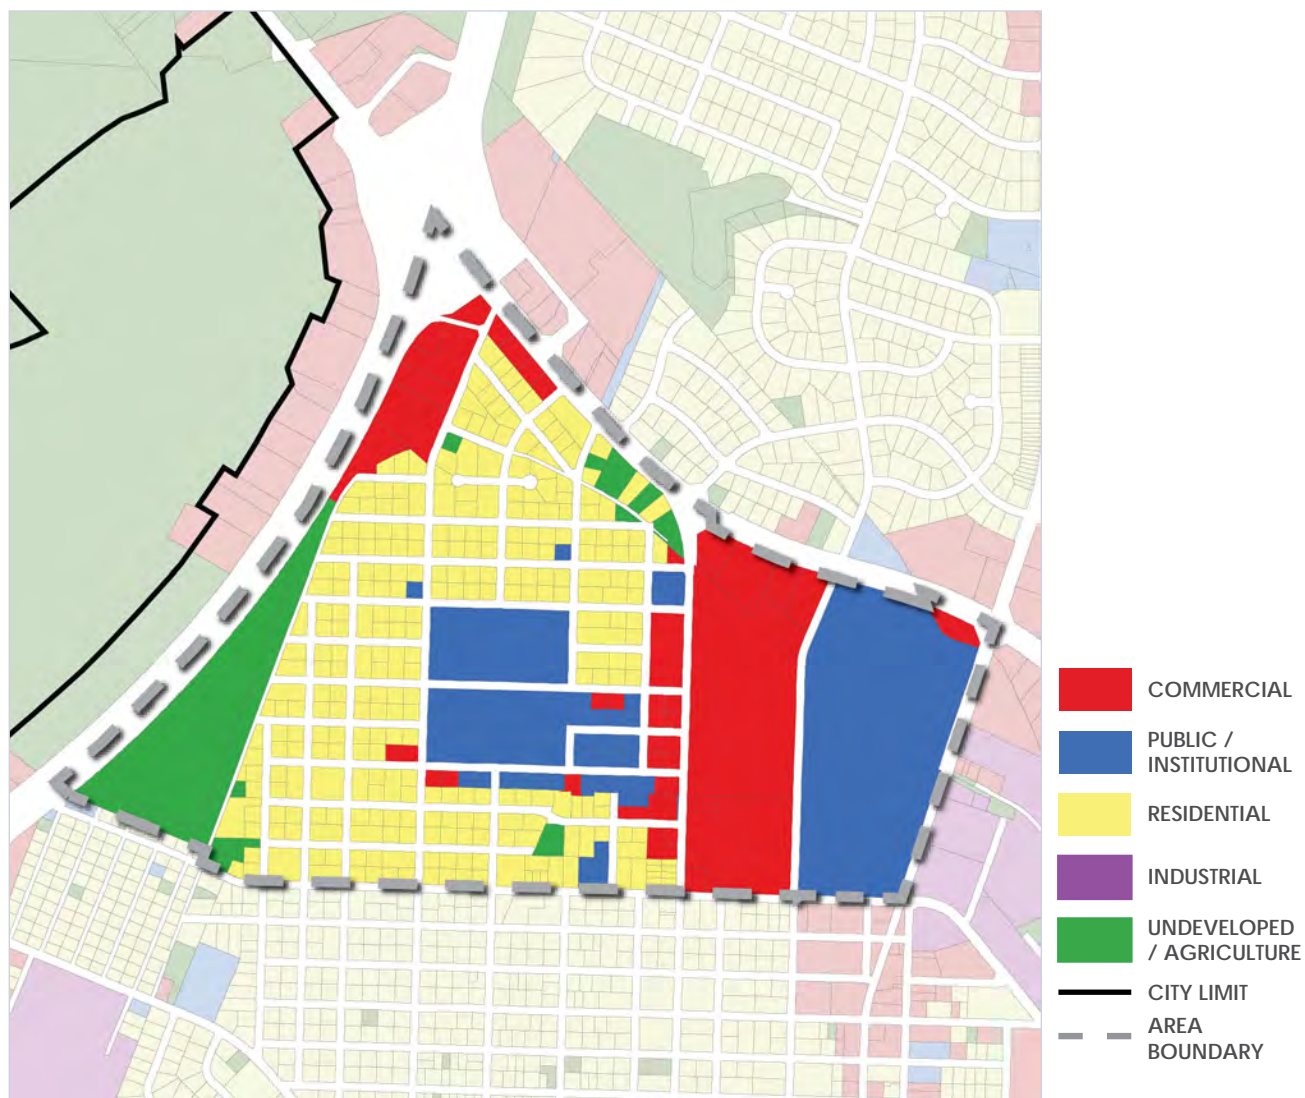 COMMERCIAL
PUBLIC /
INSTITUTIONAL
RESIDENTIAL
INDUSTRIAL
UNDEVELOPED
/ AGRICULTURE
CITY LIMIT
AREA
BOUNDARY